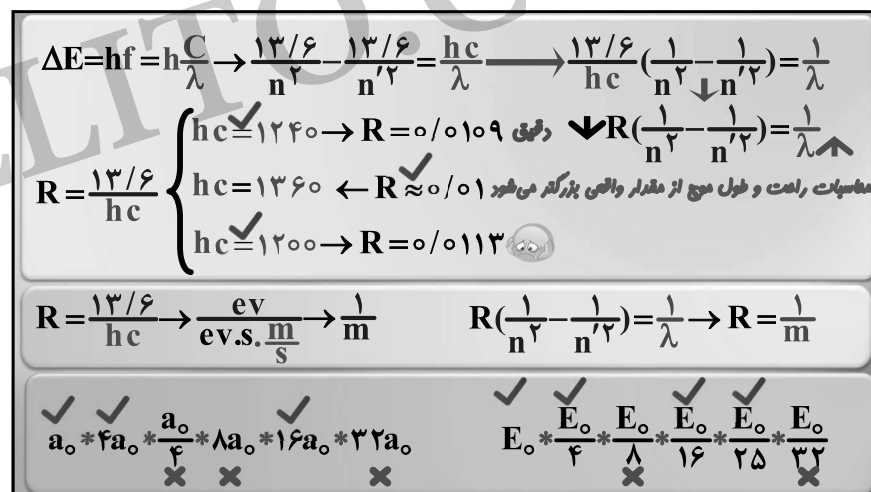 LLITO.C
ΔE=hf=h C/λ → ۱۳/۶/n² − ۱۳/۶/n'² = hc/λ → ۱۳/۶/hc (۱/n² − ۱/n'²) = ۱/λ
hc=۱۲۴۰ → R=۰/۰۱۰۹ دقیق R(۱/n² − ۱/n'²) = ۱/λ
R= ۱۳/۶/hc { hc=۱۳۶۰ ← R≈۰/۰۱ محاسبات راحت و طول موج از مقدار واقعی بزرگتر می‌شود
hc=۱۲۰۰ → R=۰/۰۱۱۳
R= ۱۳/۶/hc → ev/ev.s.m/s → ۱/m R(۱/n² − ۱/n'²) = ۱/λ → R= ۱/m
a₀*۴a₀*a₀/۴*۸a₀*۱۶a₀*۳۲a₀ E₀*E₀/۴*E₀/۸*E₀/۱۶*E₀/۲۵*E₀/۳۲